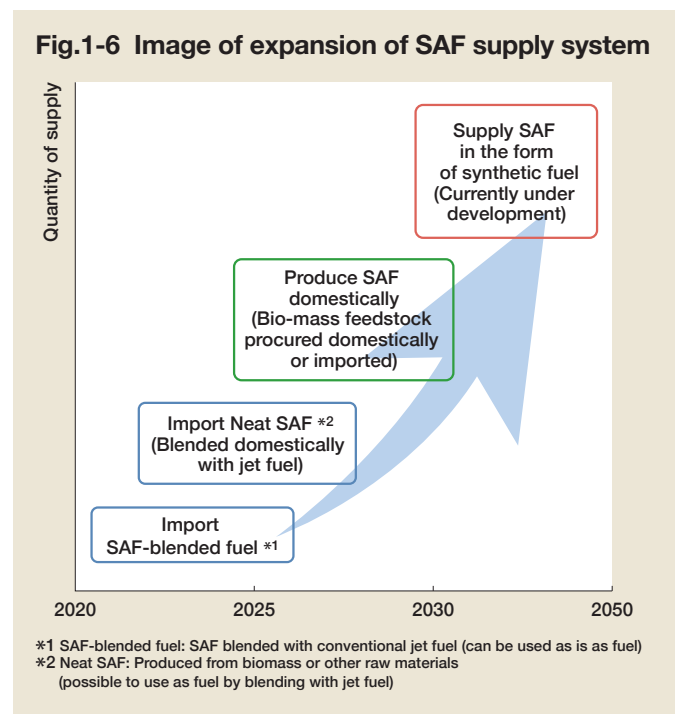 Fig.1-6 Image of expansion of SAF supply system
Quantity of supply
Supply SAF
in the form
of synthetic fuel
(Currently under
development)
Produce SAF
domestically
(Bio-mass feedstock
procured domestically
or imported)
Import Neat SAF *2
(Blended domestically
with jet fuel)
Import
SAF-blended fuel *1
2020 2025 2030 2050
*1 SAF-blended fuel: SAF blended with conventional jet fuel (can be used as is as fuel)
*2 Neat SAF: Produced from biomass or other raw materials
(possible to use as fuel by blending with jet fuel)